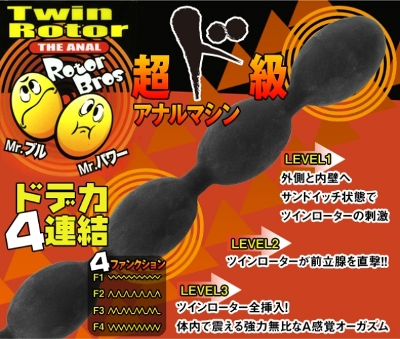 Twin
Rotor
THE ANAL
Rotor
Bros
Mr.ブル
Mr.パワー
超ド級
アナルマシン
ドデカ
4連結
4ファンクション
F1
F2
F3
F4
LEVEL1
外側と内壁へ
サンドイッチ状態で
ツインローターの刺激
LEVEL2
ツインローターが前立腺を直撃!!
LEVEL3
ツインローター全挿入!
体内で震える強力無比なA感覚オーガズム